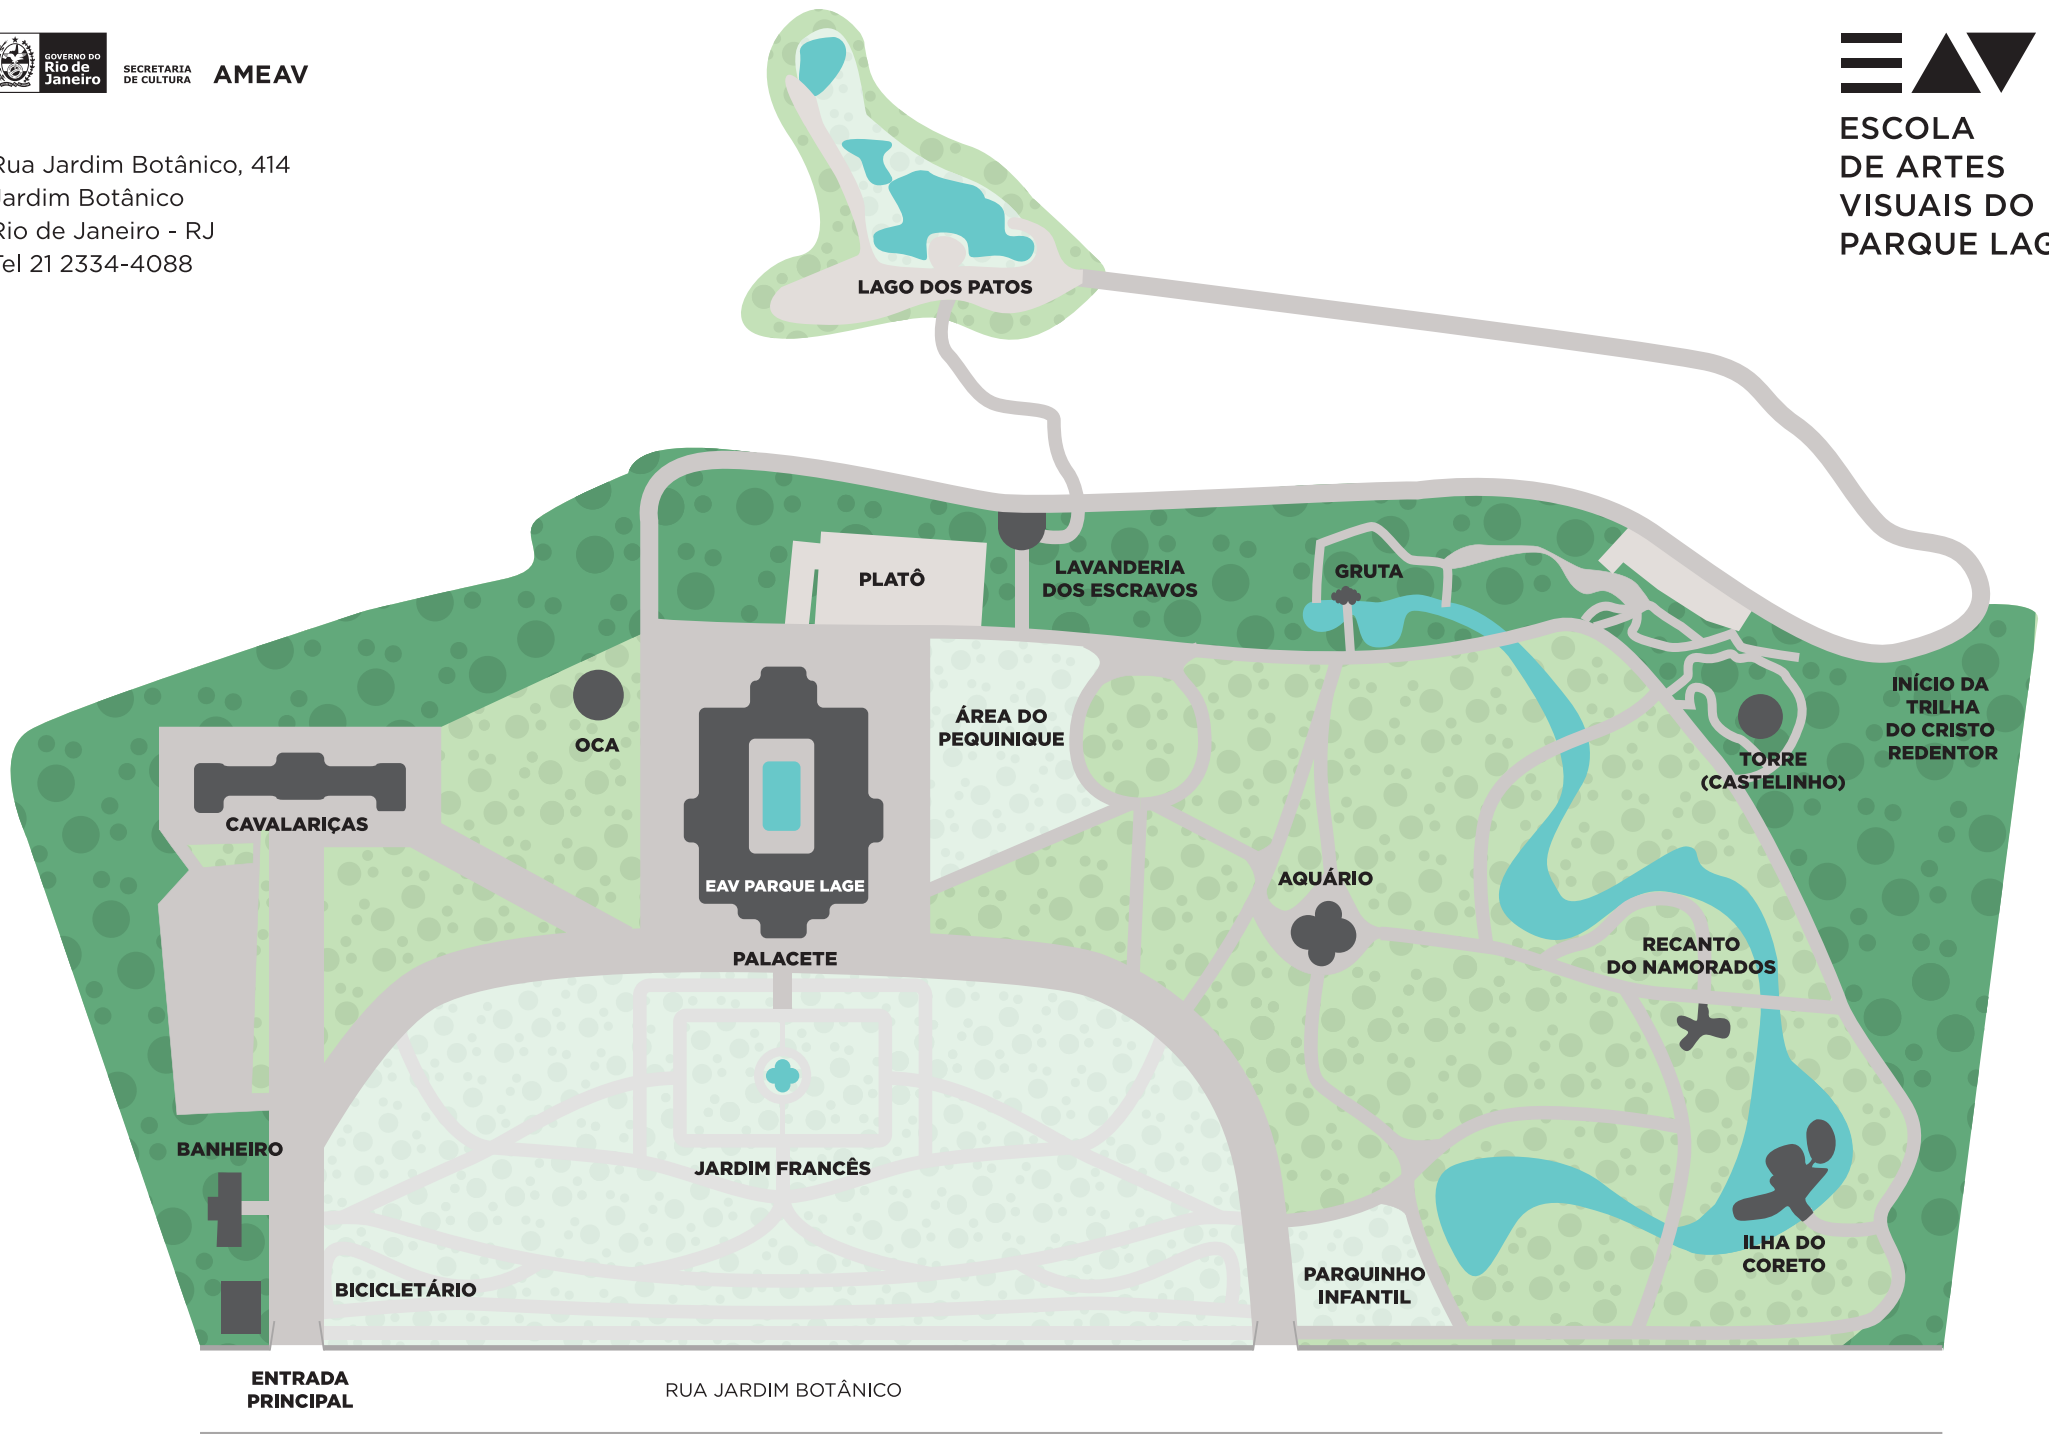 GOVERNO DO
Rio de
Janeiro
SECRETARIA
DE CULTURA
AMEAV
Rua Jardim Botânico, 414
Jardim Botânico
Rio de Janeiro - RJ
Tel 21 2334-4088
EAV
ESCOLA
DE ARTES
VISUAIS DO
PARQUE LAG
LAGO DOS PATOS
PLATÔ
LAVANDERIA
DOS ESCRAVOS
GRUTA
INÍCIO DA
TRILHA
DO CRISTO
REDENTOR
OCA
ÁREA DO
PEQUINIQUE
TORRE
(CASTELINHO)
CAVALARIÇAS
EAV PARQUE LAGE
AQUÁRIO
PALACETE
RECANTO
DO NAMORADOS
BANHEIRO
JARDIM FRANCÊS
ILHA DO
CORETO
BICICLETÁRIO
PARQUINHO
INFANTIL
ENTRADA
PRINCIPAL
RUA JARDIM BOTÂNICO